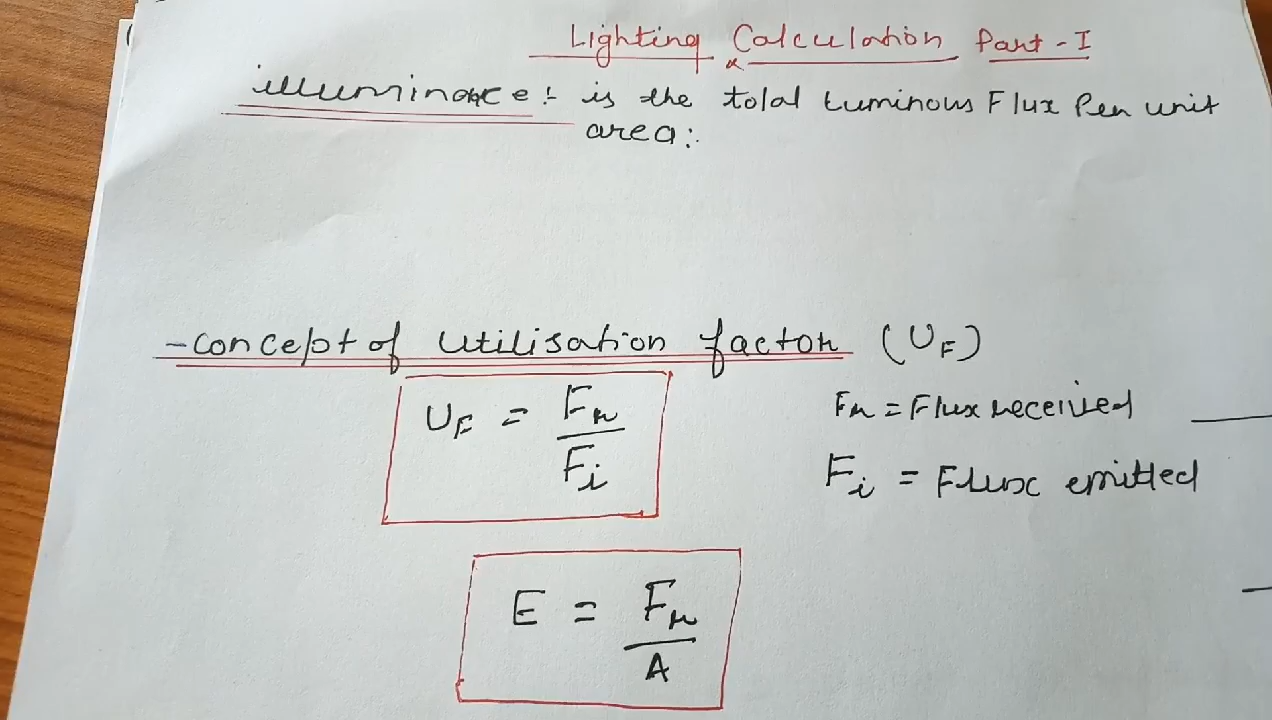 Lighting Calculation Part-I
illuminance:- is the total Luminous Flux Per unit
area:
-concept of Utilisation factor (UF)
UF = Fr / Fi
Fr = Flux received
Fi = Flux emitted
E = Fr / A